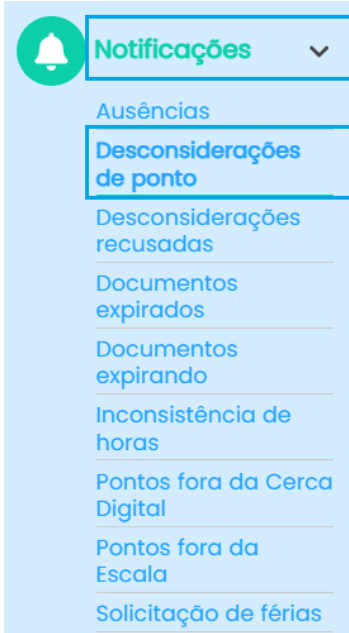 Notificações
Ausências
Desconsiderações
de ponto
Desconsiderações
recusadas
Documentos
expirados
Documentos
expirando
Inconsistência de
horas
Pontos fora da Cerca
Digital
Pontos fora da
Escala
Solicitação de férias